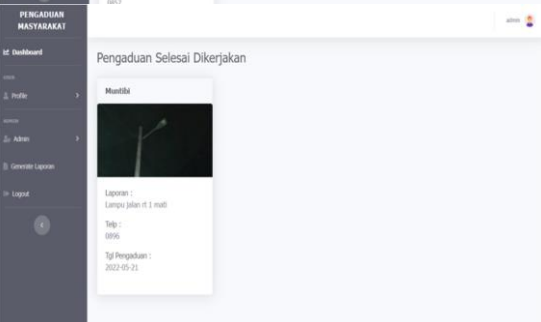 PENGADUAN
MASYARAKAT
admin
Dashboard
USER
Profile
Admin
Generate Laporan
Logout
Pengaduan Selesai Dikerjakan
Muntibi
Laporan :
Lampu Jalan rt 1 mati
Telp :
0896
Tgl Pengaduan :
2022-05-21